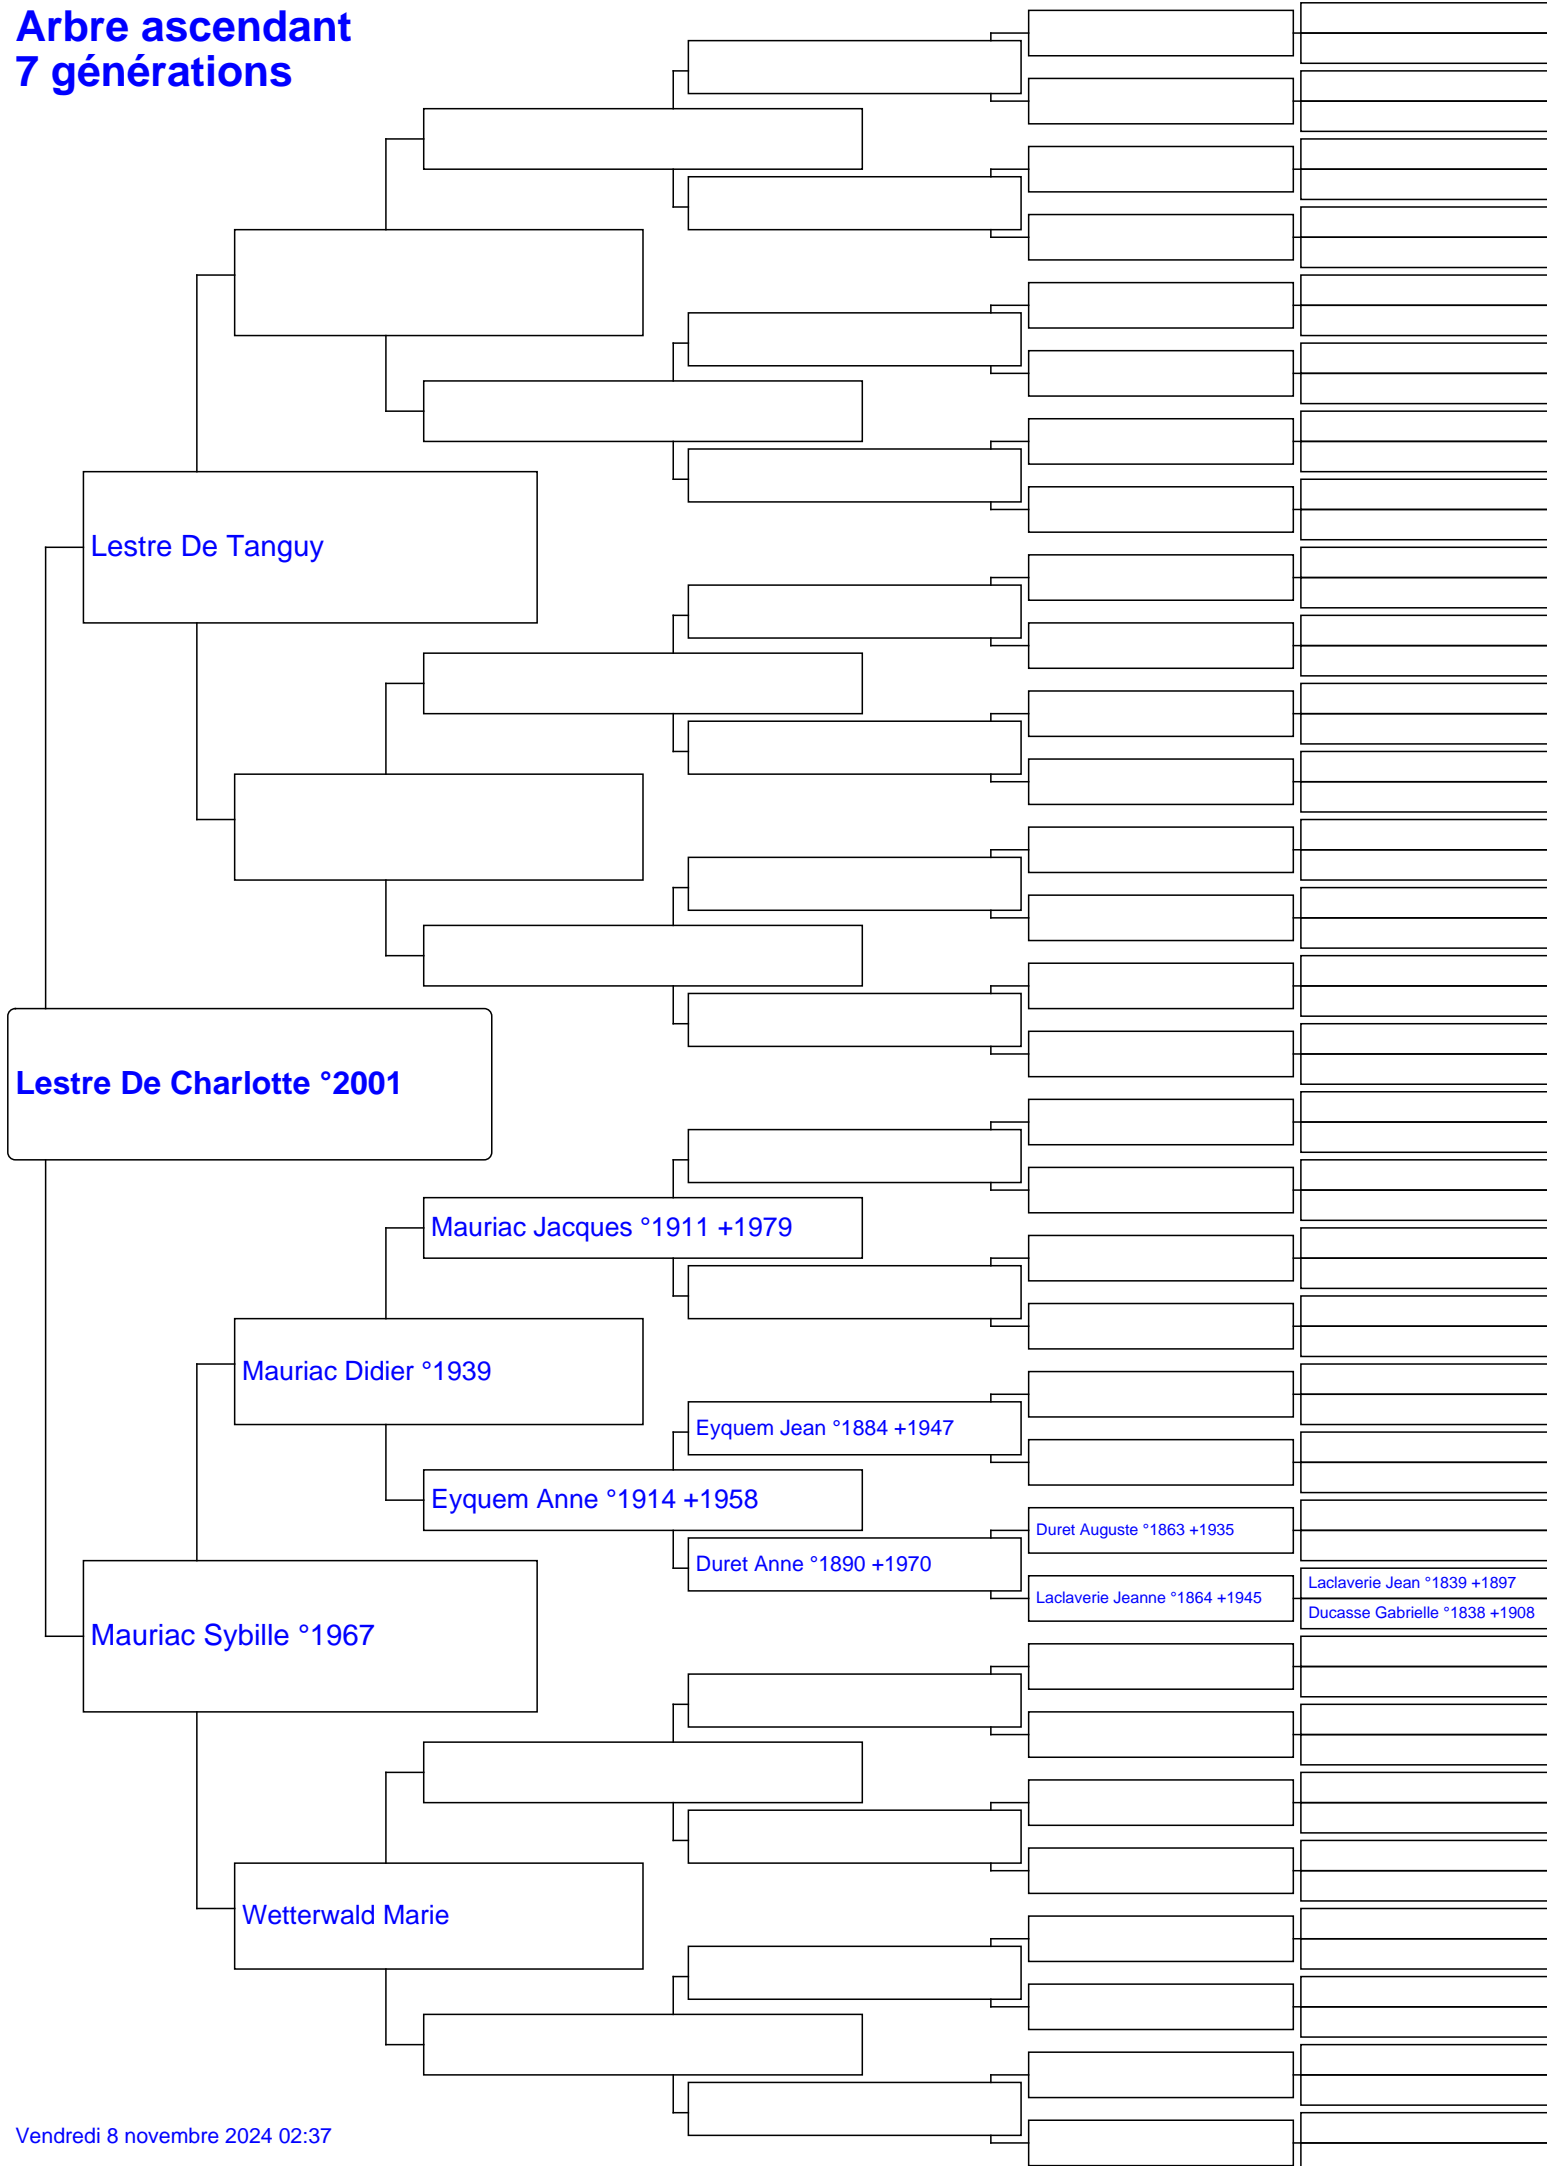 Arbre ascendant
7 générations
Lestre De Tanguy
Lestre De Charlotte °2001
Mauriac Jacques °1911 +1979
Mauriac Didier °1939
Eyquem Jean °1884 +1947
Eyquem Anne °1914 +1958
Duret Auguste °1863 +1935
Duret Anne °1890 +1970
Laclaverie Jean °1839 +1897
Laclaverie Jeanne °1864 +1945
Ducasse Gabrielle °1838 +1908
Mauriac Sybille °1967
Wetterwald Marie
Vendredi 8 novembre 2024 02:37